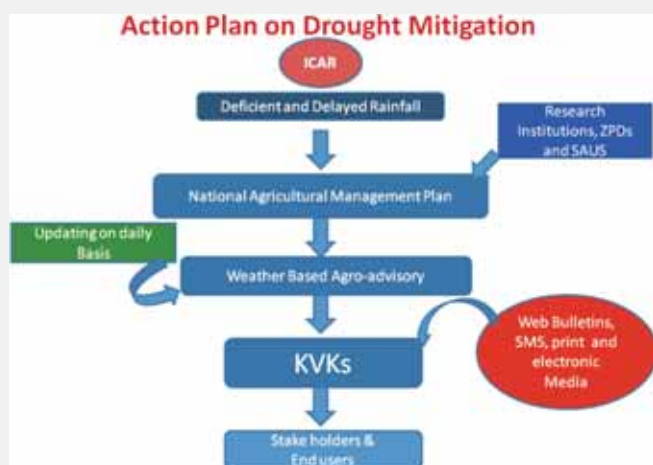 Action Plan on Drought Mitigation
ICAR
Deficient and Delayed Rainfall
Research
Institutions, ZPDs
and SAUS
National Agricultural Management Plan
Updating on daily
Basis
Weather Based Agro-advisory
Web Bulletins,
SMS, print and
electronic
Media
KVKs
Stake holders &
End users